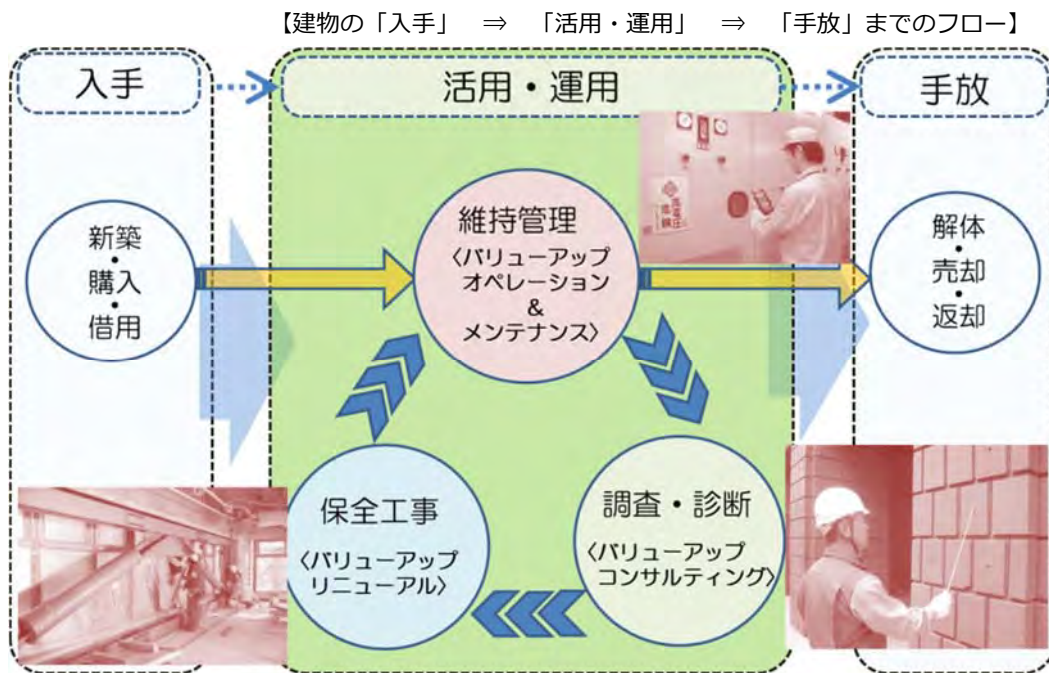 【建物の「入手」 ⇒ 「活用・運用」 ⇒ 「手放」までのフロー】
入手
活用・運用
手放
新築
・
購入
・
借用
維持管理
〈バリューアップ
オペレーション
&
メンテナンス〉
高電圧
危険
解体
・
売却
・
返却
保全工事
〈バリューアップ
リニューアル〉
調査・診断
〈バリューアップ
コンサルティング〉